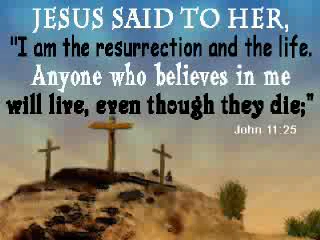 JESUS SAID TO HER,
"I am the resurrection and the life.
Anyone who believes in me
will live, even though they die;"
John 11:25